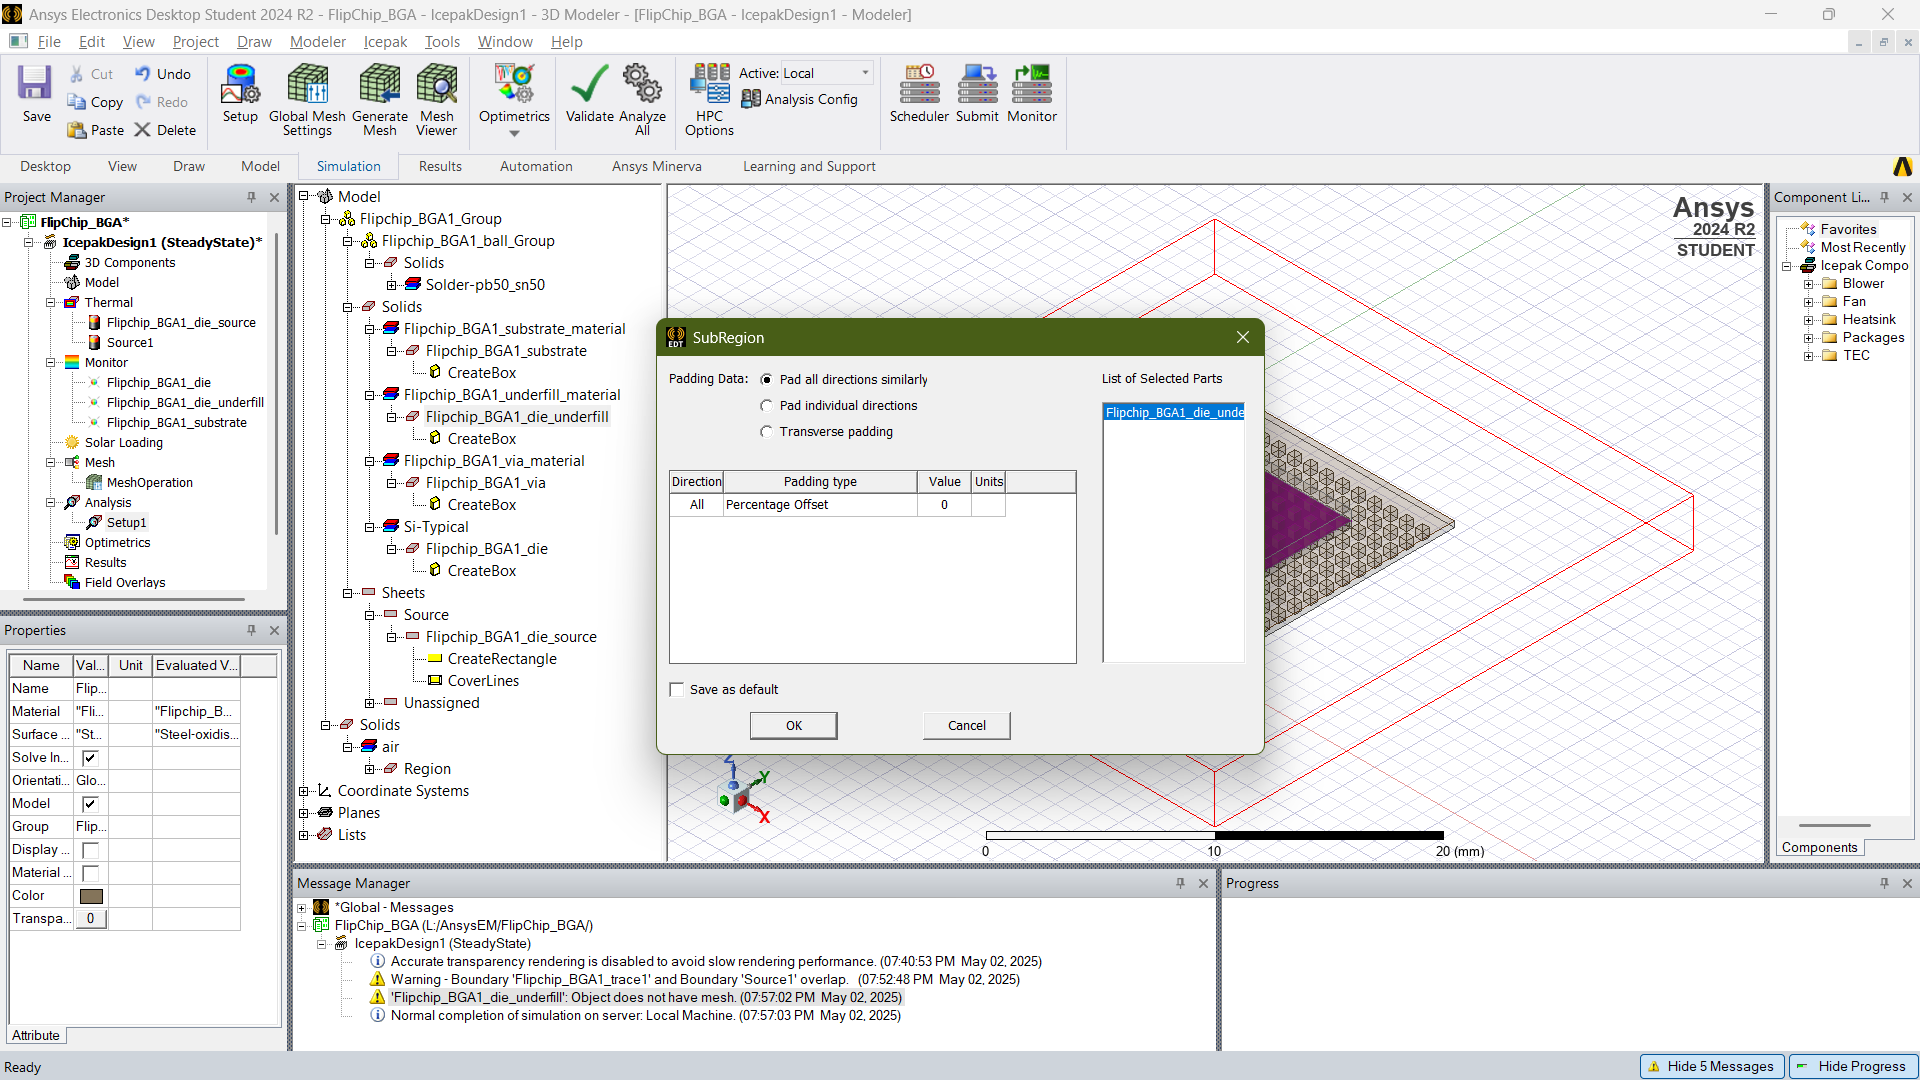 Ansys Electronics Desktop Student 2024 R2 - FlipChip_BGA - IcepakDesign1 - 3D Modeler - [FlipChip_BGA - IcepakDesign1 - Modeler]
File Edit View Project Draw Modeler Icepak Tools Window Help
Save
Cut
Copy
Paste
Undo
Redo
Delete
Setup
Global Mesh Settings
Generate Mesh
Mesh Viewer
Optimetrics
Validate
Analyze All
HPC Options
Active: Local
Analysis Config
Scheduler
Submit
Monitor
Desktop View Draw Model Simulation Results Automation Ansys Minerva Learning and Support
Project Manager
FlipChip_BGA*
IcepakDesign1 (SteadyState)*
3D Components
Model
Thermal
Flipchip_BGA1_die_source
Source1
Monitor
Flipchip_BGA1_die
Flipchip_BGA1_die_underfill
Flipchip_BGA1_substrate
Solar Loading
Mesh
MeshOperation
Analysis
Setup1
Optimetrics
Results
Field Overlays
Properties
Name Val... Unit Evaluated V...
Name Flip...
Material "Fli... "Flipchip_B...
Surface ... "St... "Steel-oxidis...
Solve In...
Orientati... Glo...
Model
Group Flip...
Display ...
Material ...
Color
Transpa... 0
Attribute
Model
Flipchip_BGA1_Group
Flipchip_BGA1_ball_Group
Solids
Solder-pb50_sn50
Solids
Flipchip_BGA1_substrate_material
Flipchip_BGA1_substrate
CreateBox
Flipchip_BGA1_underfill_material
Flipchip_BGA1_die_underfill
CreateBox
Flipchip_BGA1_via_material
Flipchip_BGA1_via
CreateBox
Si-Typical
Flipchip_BGA1_die
CreateBox
Sheets
Source
Flipchip_BGA1_die_source
CreateRectangle
CoverLines
Unassigned
Solids
air
Region
Coordinate Systems
Planes
Lists
Ansys
2024 R2
STUDENT
EDT
SubRegion
Padding Data:
Pad all directions similarly
Pad individual directions
Transverse padding
List of Selected Parts
Flipchip_BGA1_die_unde
Direction Padding type Value Units
All Percentage Offset 0
Save as default
OK Cancel
Z
Y
X
0 10 20 (mm)
Component Li...
Favorites
Most Recently
Icepak Compo
Blower
Fan
Heatsink
Packages
TEC
Components
Message Manager
*Global - Messages
FlipChip_BGA (L:/AnsysEM/FlipChip_BGA/)
IcepakDesign1 (SteadyState)
Accurate transparency rendering is disabled to avoid slow rendering performance. (07:40:53 PM May 02, 2025)
Warning - Boundary 'Flipchip_BGA1_trace1' and Boundary 'Source1' overlap. (07:52:48 PM May 02, 2025)
'Flipchip_BGA1_die_underfill': Object does not have mesh. (07:57:02 PM May 02, 2025)
Normal completion of simulation on server: Local Machine. (07:57:03 PM May 02, 2025)
Progress
Ready
Hide 5 Messages
Hide Progress